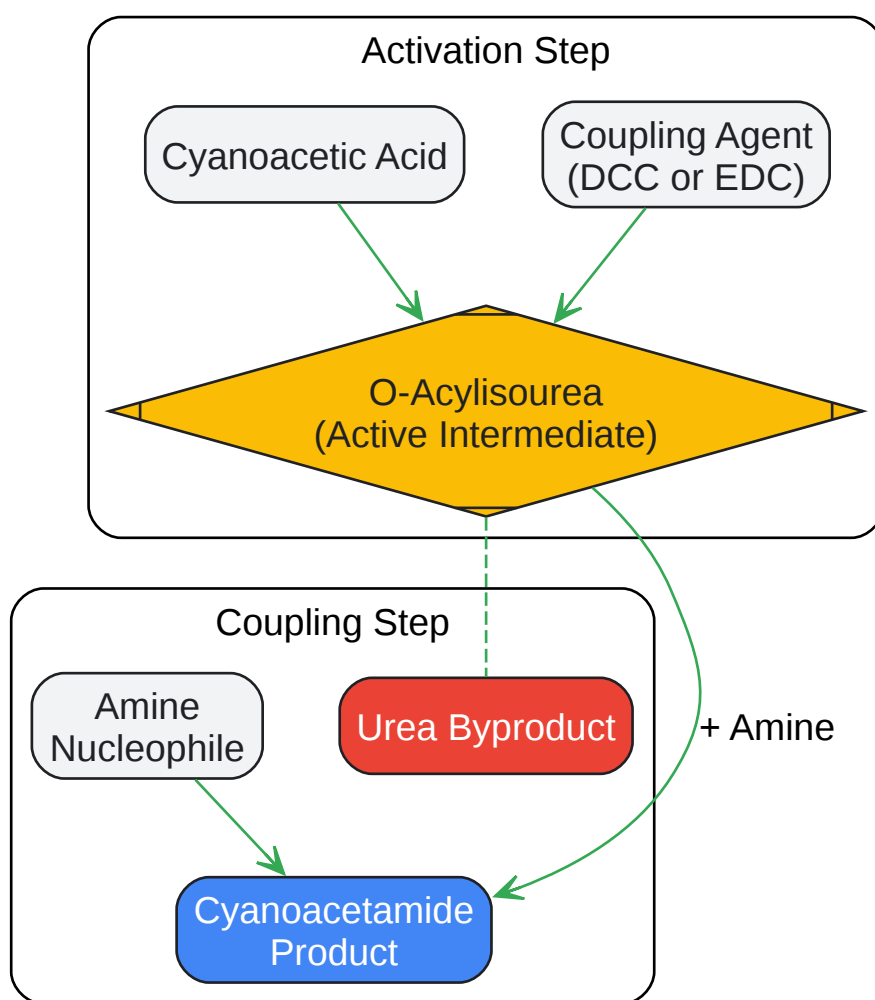 Activation Step
Cyanoacetic Acid
Coupling Agent
(DCC or EDC)
O-Acylisourea
(Active Intermediate)
Coupling Step
Amine
Nucleophile
Urea Byproduct
+ Amine
Cyanoacetamide
Product